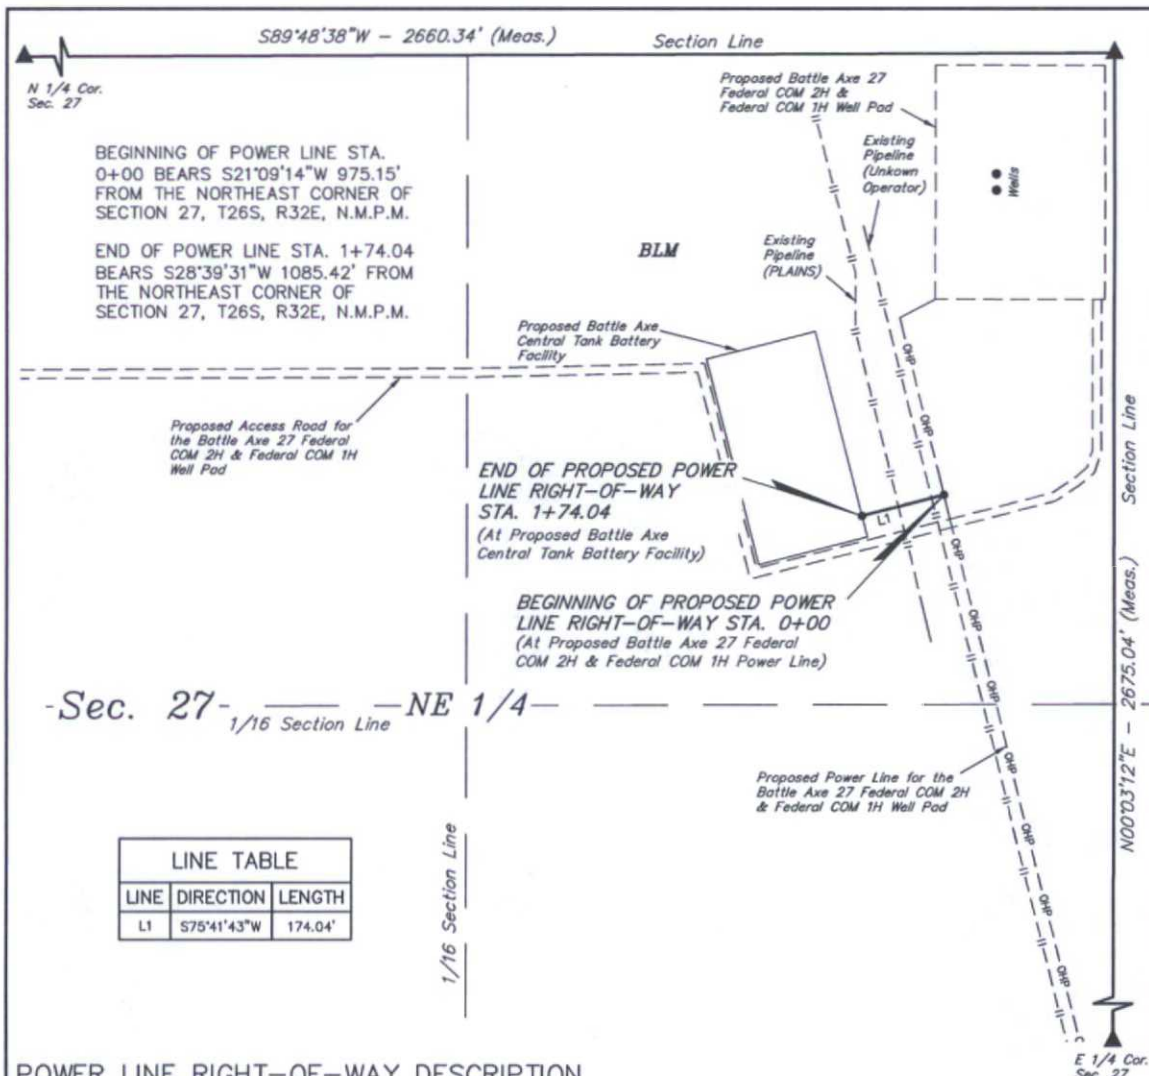 S89°48'38"W - 2660.34' (Meas.)
Section Line
N 1/4 Cor.
Sec. 27
Proposed Battle Axe 27
Federal COM 2H &
Federal COM 1H Well Pad
BEGINNING OF POWER LINE STA.
0+00 BEARS S21°09'14"W 975.15'
FROM THE NORTHEAST CORNER OF
SECTION 27, T26S, R32E, N.M.P.M.
END OF POWER LINE STA. 1+74.04
BEARS S28°39'31"W 1085.42' FROM
THE NORTHEAST CORNER OF
SECTION 27, T26S, R32E, N.M.P.M.
Existing
Pipeline
(Unkown
Operator)
Wells
BLM
Existing
Pipeline
(PLAINS)
Proposed Battle Axe
Central Tank Battery
Facility
OHP
OHP
OHP
Proposed Access Road for
the Battle Axe 27 Federal
COM 2H & Federal COM 1H
Well Pad
Section Line
END OF PROPOSED POWER
LINE RIGHT-OF-WAY
STA. 1+74.04
(At Proposed Battle Axe
Central Tank Battery Facility)
L1
BEGINNING OF PROPOSED POWER
LINE RIGHT-OF-WAY STA. 0+00
(At Proposed Battle Axe 27 Federal
COM 2H & Federal COM 1H Power Line)
N00°03'12"E - 2675.04' (Meas.)
OHP
OHP
OHP
OHP
OHP
OHP
Sec. 27
NE 1/4
1/16 Section Line
Proposed Power Line for the
Battle Axe 27 Federal COM 2H
& Federal COM 1H Well Pad
LINE TABLE
LINE DIRECTION LENGTH
L1 S75°41'43"W 174.04'
1/16 Section Line
E 1/4 Cor.
Sec. 27
POWER LINE RIGHT-OF-WAY DESCRIPTION